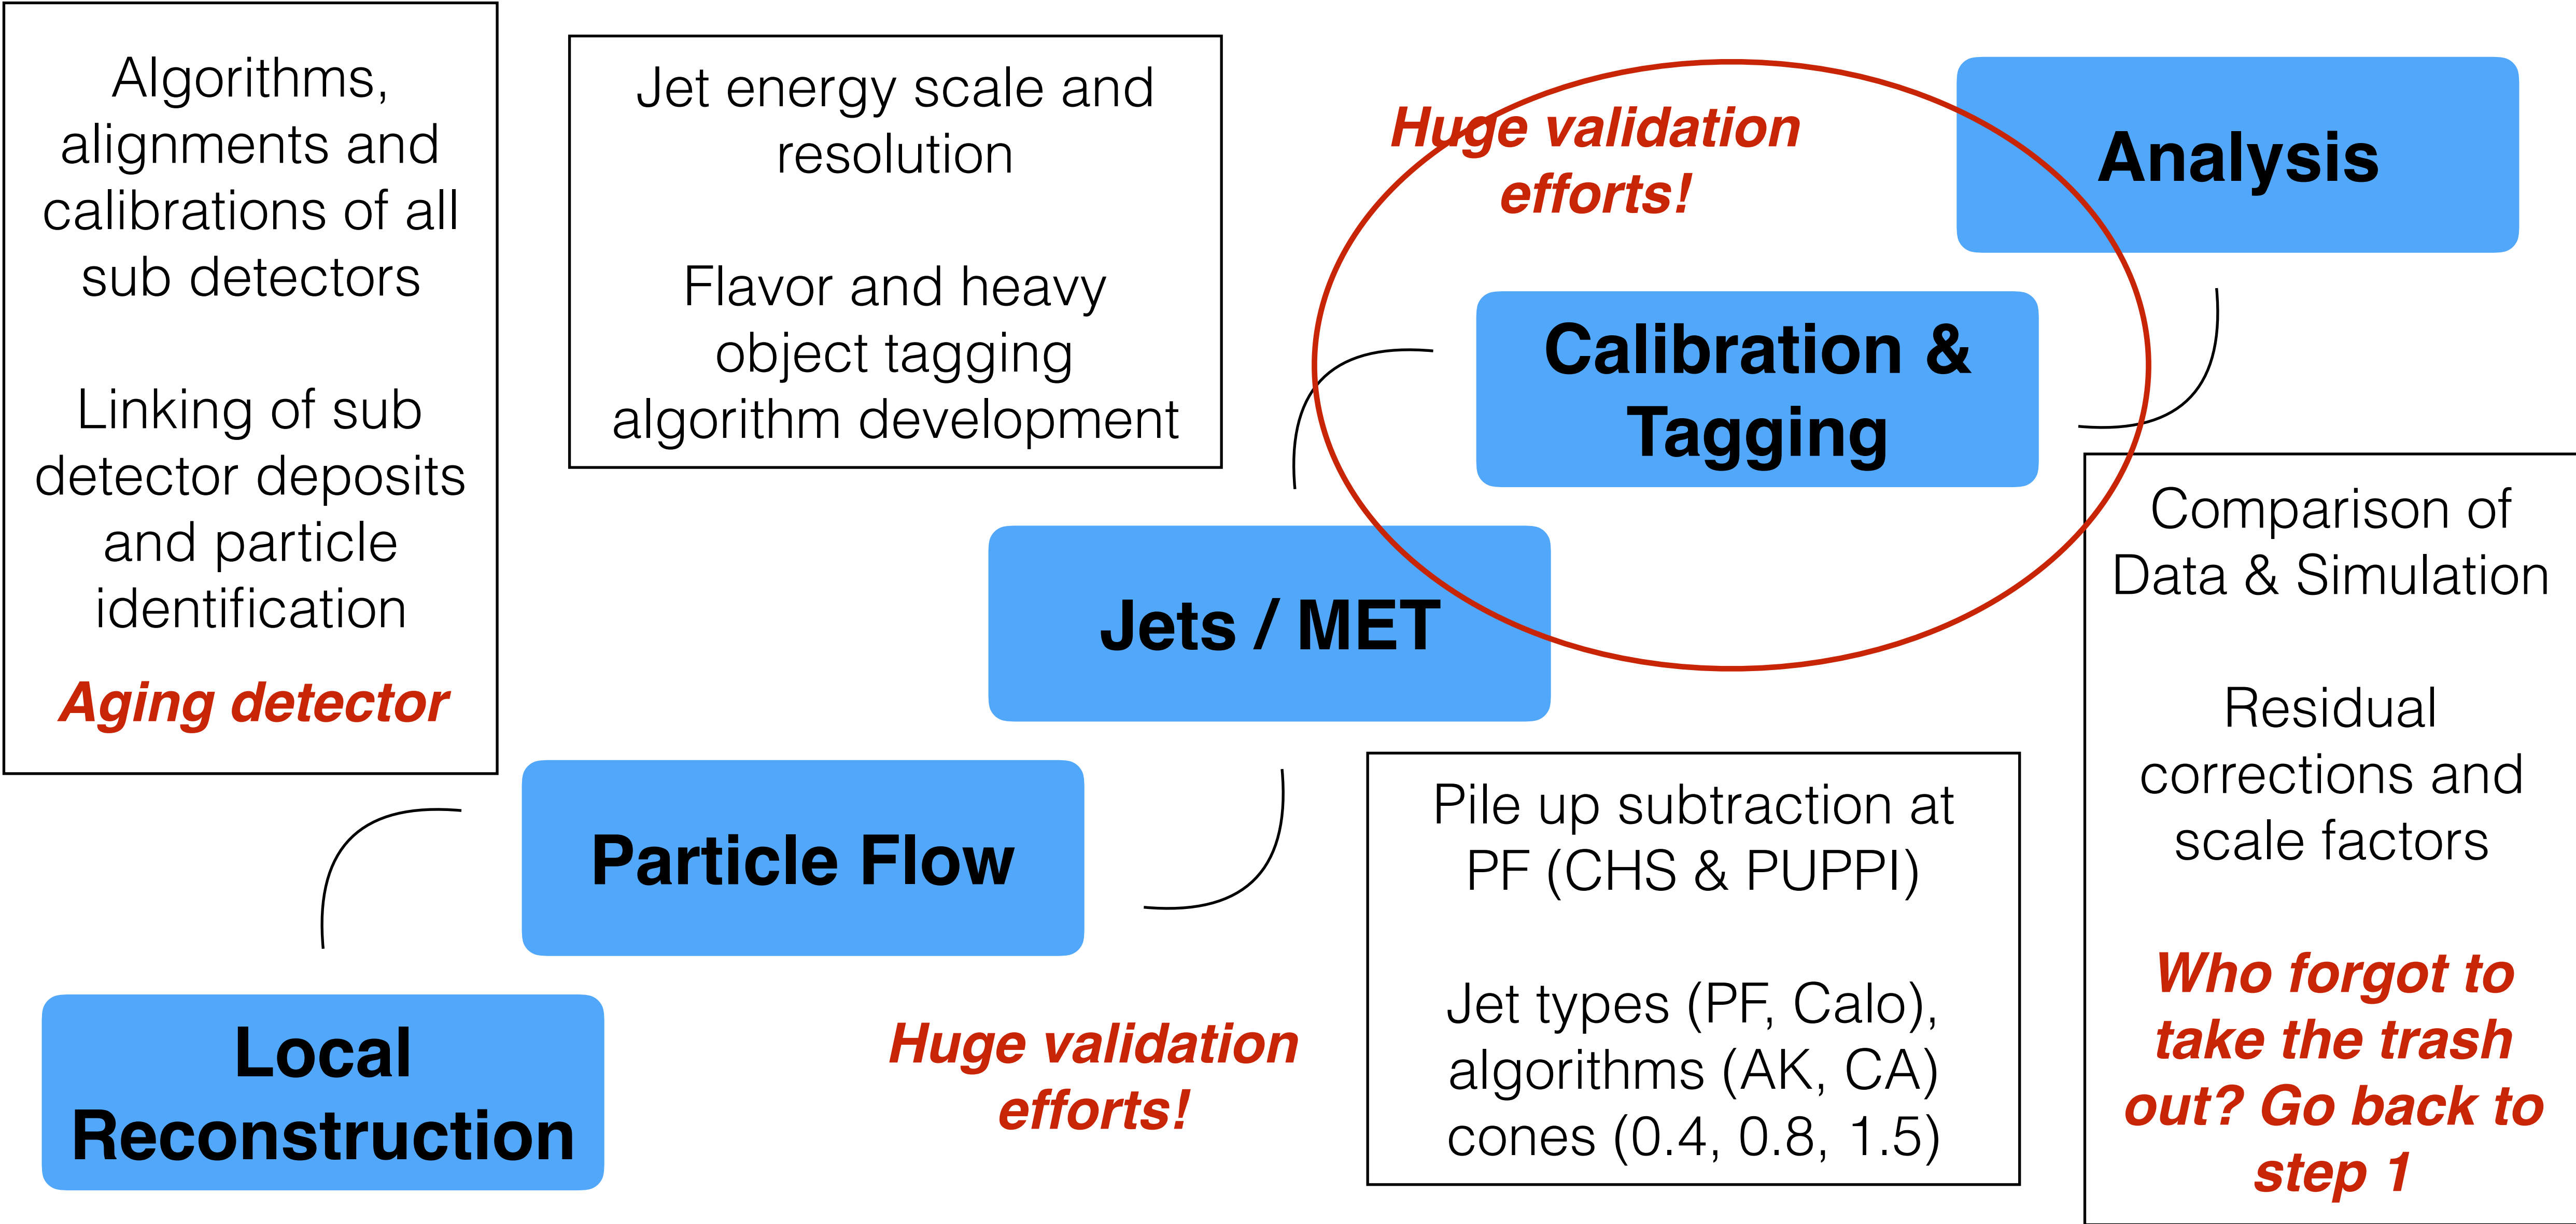 Algorithms,
alignments and
calibrations of all
sub detectors
Linking of sub
detector deposits
and particle
identification
Aging detector
Jet energy scale and
resolution
Flavor and heavy
object tagging
algorithm development
Huge validation
efforts!
Analysis
Calibration &
Tagging
Jets / MET
Particle Flow
Local
Reconstruction
Huge validation
efforts!
Pile up subtraction at
PF (CHS & PUPPI)
Jet types (PF, Calo),
algorithms (AK, CA)
cones (0.4, 0.8, 1.5)
Comparison of
Data & Simulation
Residual
corrections and
scale factors
Who forgot to
take the trash
out? Go back to
step 1